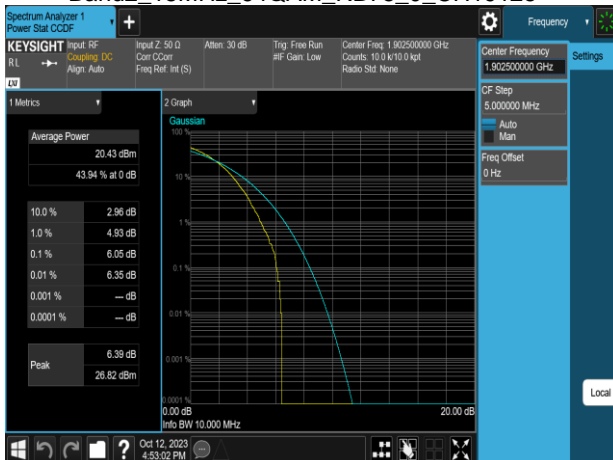 Spectrum Analyzer 1
Power Stat CCDF
Frequency
KEYSIGHT
RL
LXI
Input: RF
Coupling: DC
Align: Auto
Input Z: 50 Ω
Corr CCorr
Freq Ref: Int (S)
Atten: 30 dB
Trig: Free Run
#IF Gain: Low
Center Freq: 1.902500000 GHz
Counts: 10.0 k/10.0 kpt
Radio Std: None
Center Frequency
1.902500000 GHz
Settings
CF Step
5.000000 MHz
Auto
Man
Freq Offset
0 Hz
1 Metrics
Average Power
20.43 dBm
43.94 % at 0 dB
10.0 % 2.96 dB
1.0 % 4.93 dB
0.1 % 6.05 dB
0.01 % 6.35 dB
0.001 % --- dB
0.0001 % --- dB
Peak 6.39 dB
26.82 dBm
2 Graph
Gaussian
100 %
10 %
1 %
0.1 %
0.01 %
0.001 %
0.0001 %
0.00 dB 20.00 dB
Info BW 10.000 MHz
Local
?
Oct 12, 2023
4:53:02 PM